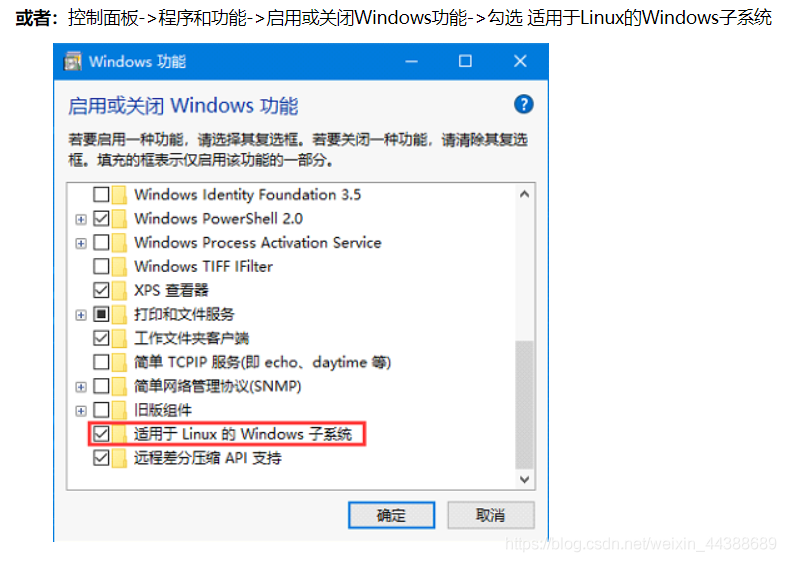 或者：控制面板->程序和功能->启用或关闭Windows功能->勾选 适用于Linux的Windows子系统
Windows 功能
启用或关闭 Windows 功能
若要启用一种功能，请选择其复选框。若要关闭一种功能，请清除其复选
框。填充的框表示仅启用该功能的一部分。
Windows Identity Foundation 3.5
Windows PowerShell 2.0
Windows Process Activation Service
Windows TIFF IFilter
XPS 查看器
打印和文件服务
工作文件夹客户端
简单 TCPIP 服务(即 echo、daytime 等)
简单网络管理协议(SNMP)
旧版组件
适用于 Linux 的 Windows 子系统
远程差分压缩 API 支持
确定
取消
https://blog.csdn.net/weixin_44388689